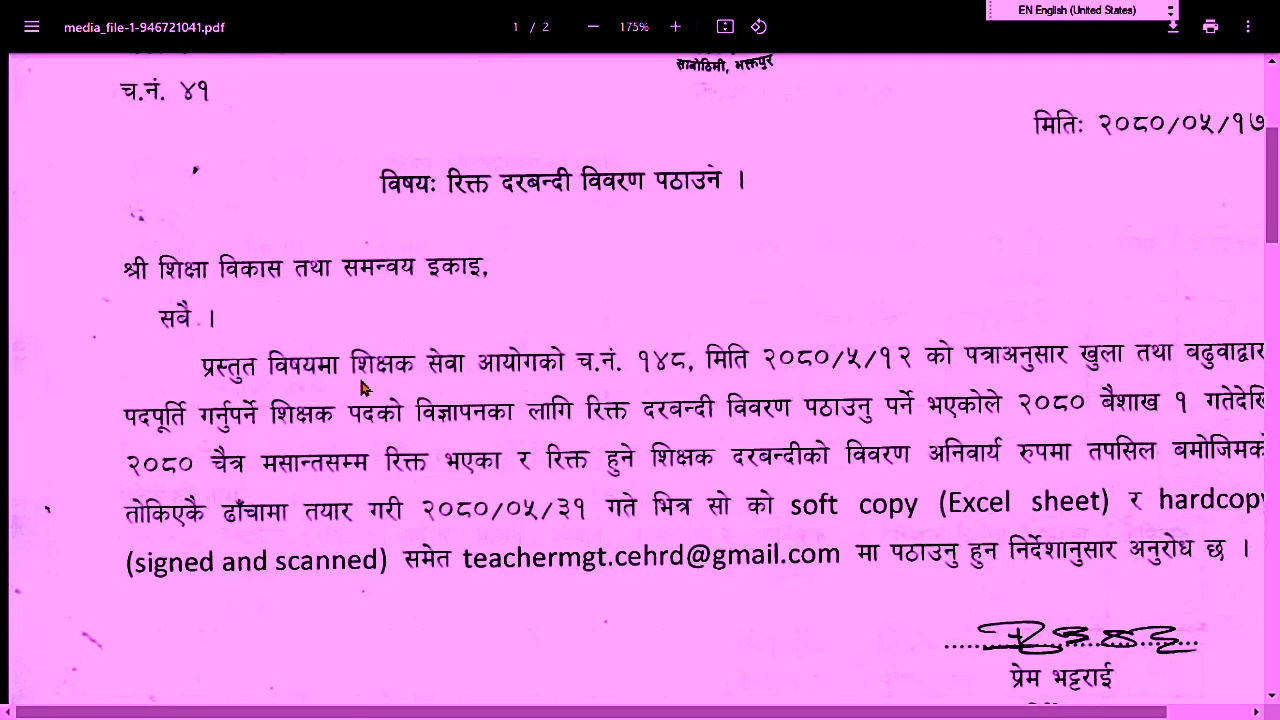 EN English (United States)
media_file-1-946721041.pdf
1 / 2
175%
सानोठिमी, भक्तपुर
च.नं. ४१
मितिः २०८०/०५/१७
विषयः रिक्त दरबन्दी विवरण पठाउने ।
श्री शिक्षा विकास तथा समन्वय इकाइ,
सबै ।
प्रस्तुत विषयमा शिक्षक सेवा आयोगको च.नं. १४८, मिति २०८०/५/१२ को पत्राअनुसार खुला तथा बढुवाद्वार
पदपूर्ति गर्नुपर्ने शिक्षक पदको विज्ञापनका लागि रिक्त दरवन्दी विवरण पठाउनु पर्ने भएकोले २०८० बैशाख १ गतेदेखि
२०८० चैत्र मसान्तसम्म रिक्त भएका र रिक्त हुने शिक्षक दरबन्दीको विवरण अनिवार्य रुपमा तपसिल बमोजिमको
तोकिएकै ढाँचामा तयार गरी २०८०/०५/३१ गते भित्र सो को soft copy (Excel sheet) र hardcopy
(signed and scanned) समेत teachermgt.cehrd@gmail.com मा पठाउनु हुन निर्देशानुसार अनुरोध छ ।
प्रेम भट्टराई